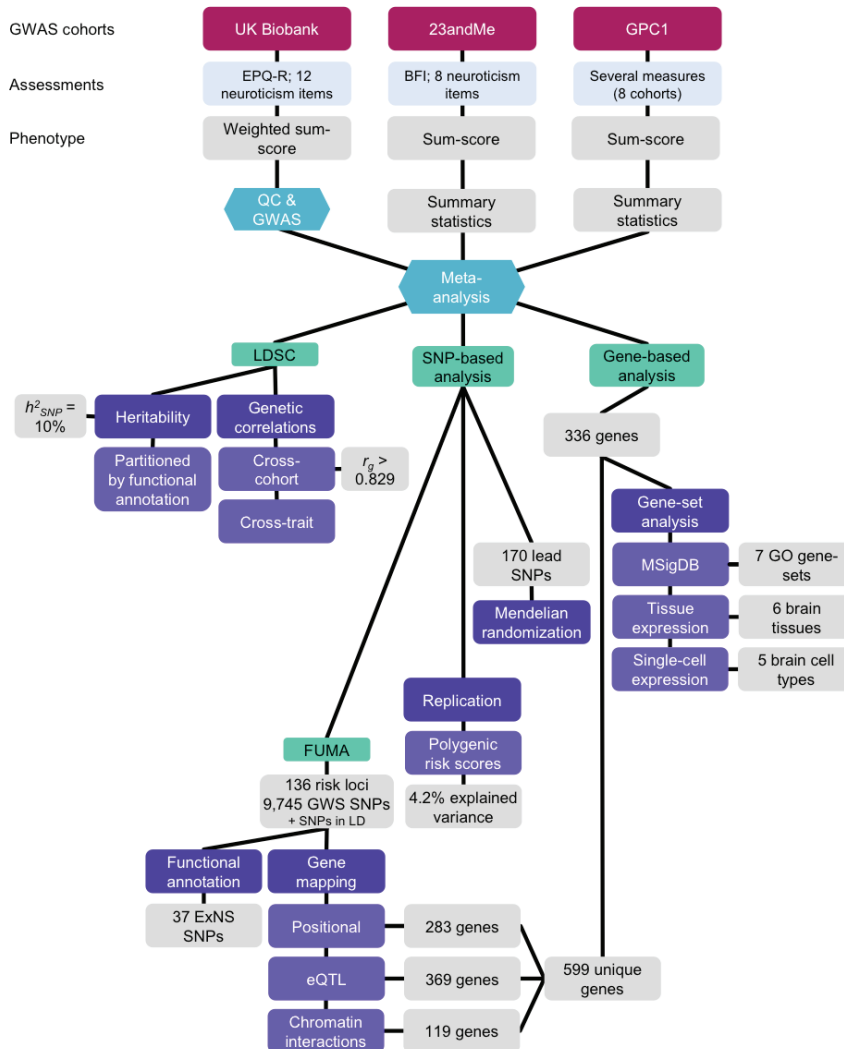 GWAS cohorts
UK Biobank
23andMe
GPC1
Assessments
EPQ-R; 12
neuroticism items
BFI; 8 neuroticism
items
Several measures
(8 cohorts)
Phenotype
Weighted sum-
score
Sum-score
Sum-score
QC &
GWAS
Summary
statistics
Summary
statistics
Meta-
analysis
LDSC
SNP-based
analysis
Gene-based
analysis
h²SNP =
10%
Heritability
Genetic
correlations
336 genes
Partitioned
by functional
annotation
Cross-
cohort
rg >
0.829
Cross-trait
Gene-set
analysis
170 lead
SNPs
MSigDB
7 GO gene-
sets
Mendelian
randomization
Tissue
expression
6 brain
tissues
Single-cell
expression
5 brain cell
types
Replication
FUMA
Polygenic
risk scores
136 risk loci
9,745 GWS SNPs
+ SNPs in LD
4.2% explained
variance
Functional
annotation
Gene
mapping
37 ExNS
SNPs
Positional
283 genes
eQTL
369 genes
599 unique
genes
Chromatin
interactions
119 genes